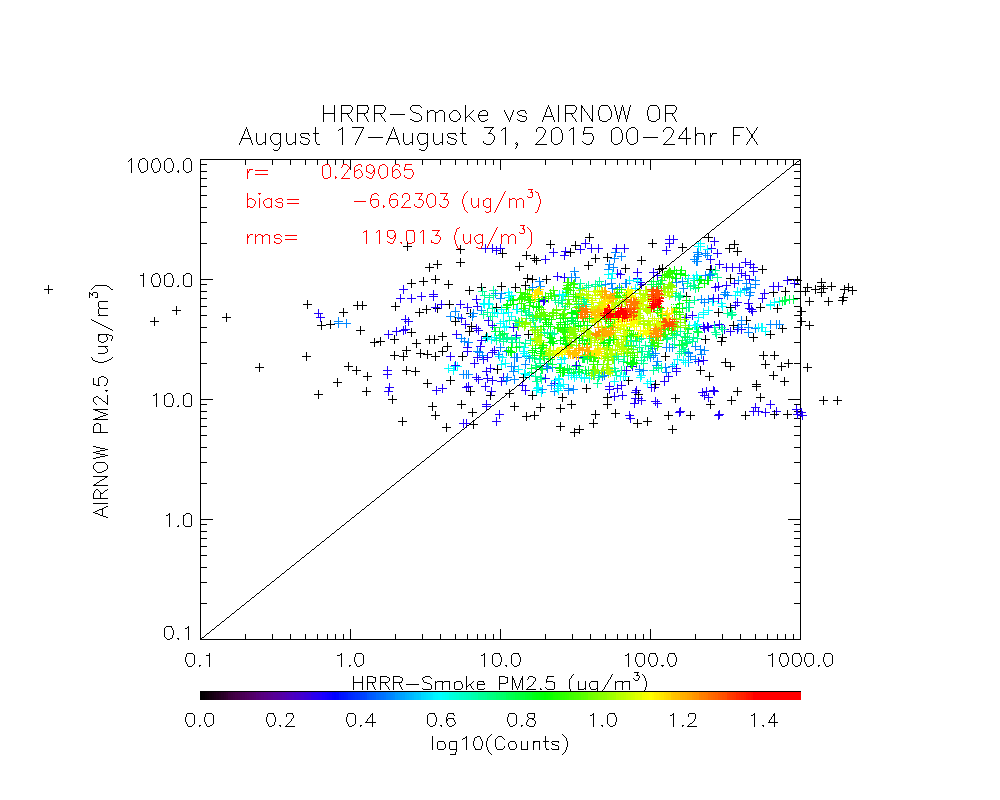 HRRR-Smoke vs AIRNOW OR
August 17-August 31, 2015 00-24hr FX
r= 0.269065
bias= -6.62303 (ug/m³)
rms= 119.013 (ug/m³)
1000.0
100.0
10.0
1.0
0.1
AIRNOW PM2.5 (ug/m³)
0.1 1.0 10.0 100.0 1000.0
HRRR-Smoke PM2.5 (ug/m³)
0.0 0.2 0.4 0.6 0.8 1.0 1.2 1.4
log10(Counts)